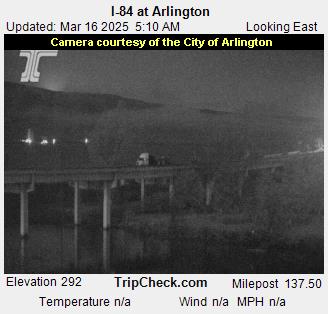 I-84 at Arlington
Updated: Mar 16 2025 5:10 AM Looking East
Camera courtesy of the City of Arlington
Elevation 292 TripCheck.com Milepost 137.50
Temperature n/a Wind n/a MPH n/a